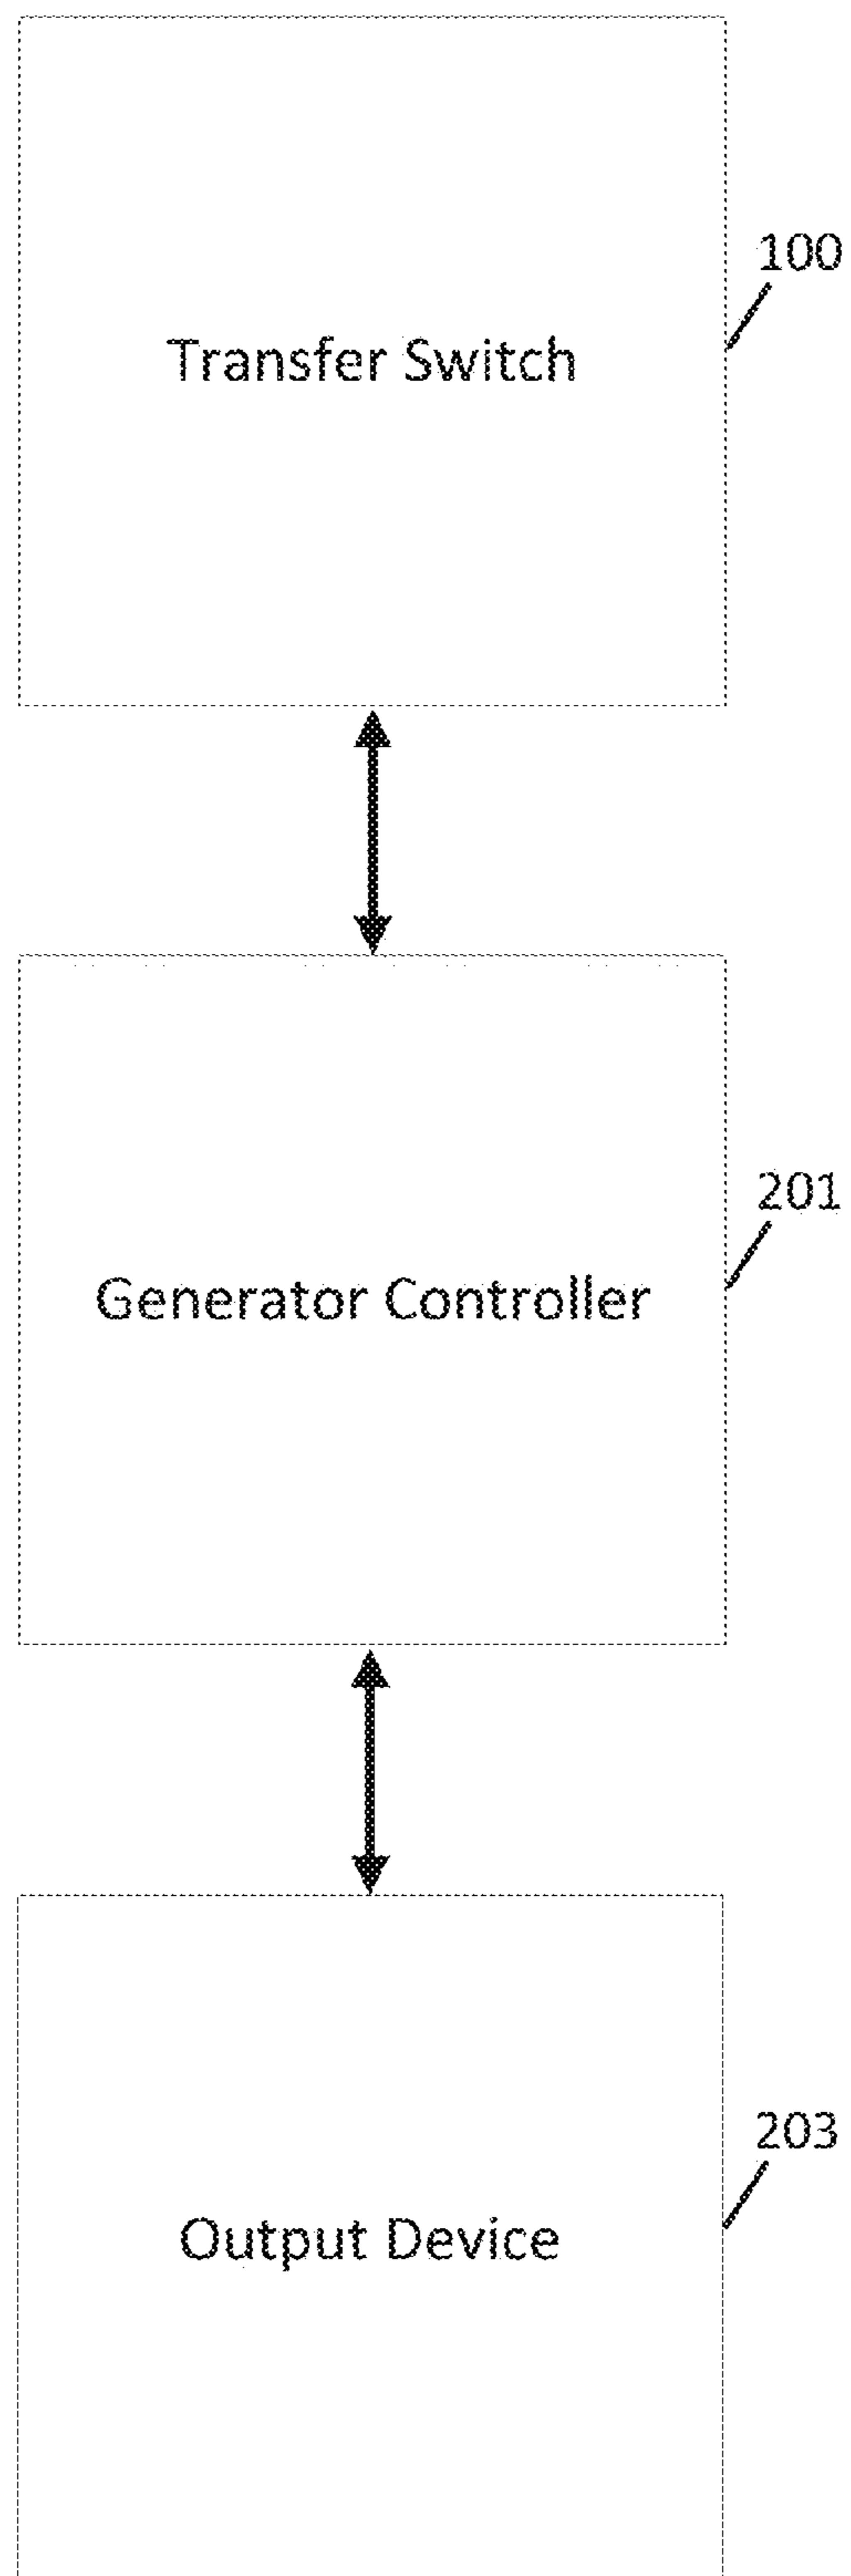 100
Transfer Switch
201
Generator Controller
203
Output Device